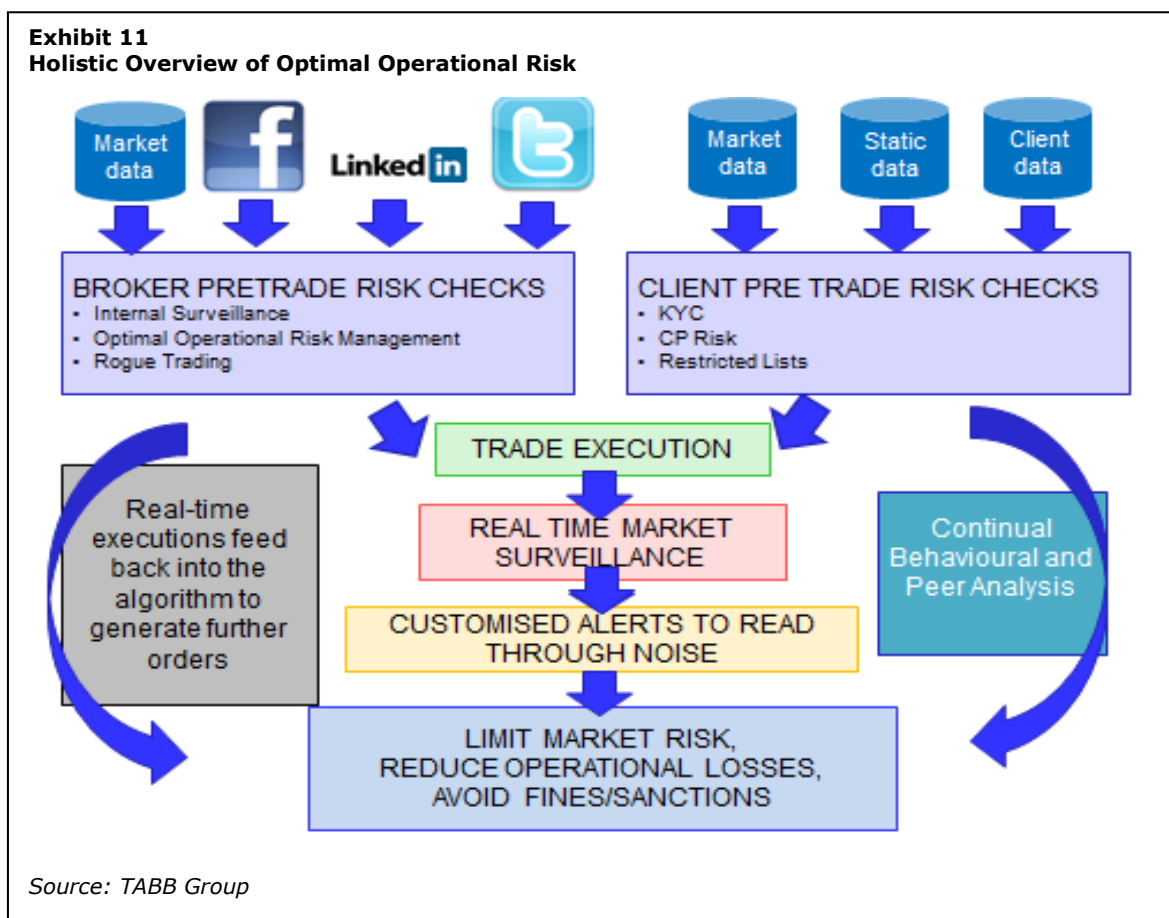 Exhibit 11
Holistic Overview of Optimal Operational Risk
Market
data
f
Linked in
t
Market
data
Static
data
Client
data
BROKER PRETRADE RISK CHECKS
▪ Internal Surveillance
▪ Optimal Operational Risk Management
▪ Rogue Trading
CLIENT PRE TRADE RISK CHECKS
▪ KYC
▪ CP Risk
▪ Restricted Lists
TRADE EXECUTION
Real-time
executions feed
back into the
algorithm to
generate further
orders
REAL TIME MARKET
SURVEILLANCE
Continual
Behavioural and
Peer Analysis
CUSTOMISED ALERTS TO READ
THROUGH NOISE
LIMIT MARKET RISK,
REDUCE OPERATIONAL LOSSES,
AVOID FINES/SANCTIONS
Source: TABB Group